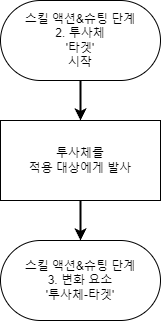 스킬 액션&슈팅 단계
2. 투사체
'타겟'
시작
투사체를
적용 대상에게 발사
스킬 액션&슈팅 단계
3. 변화 요소
'투사체-타겟'